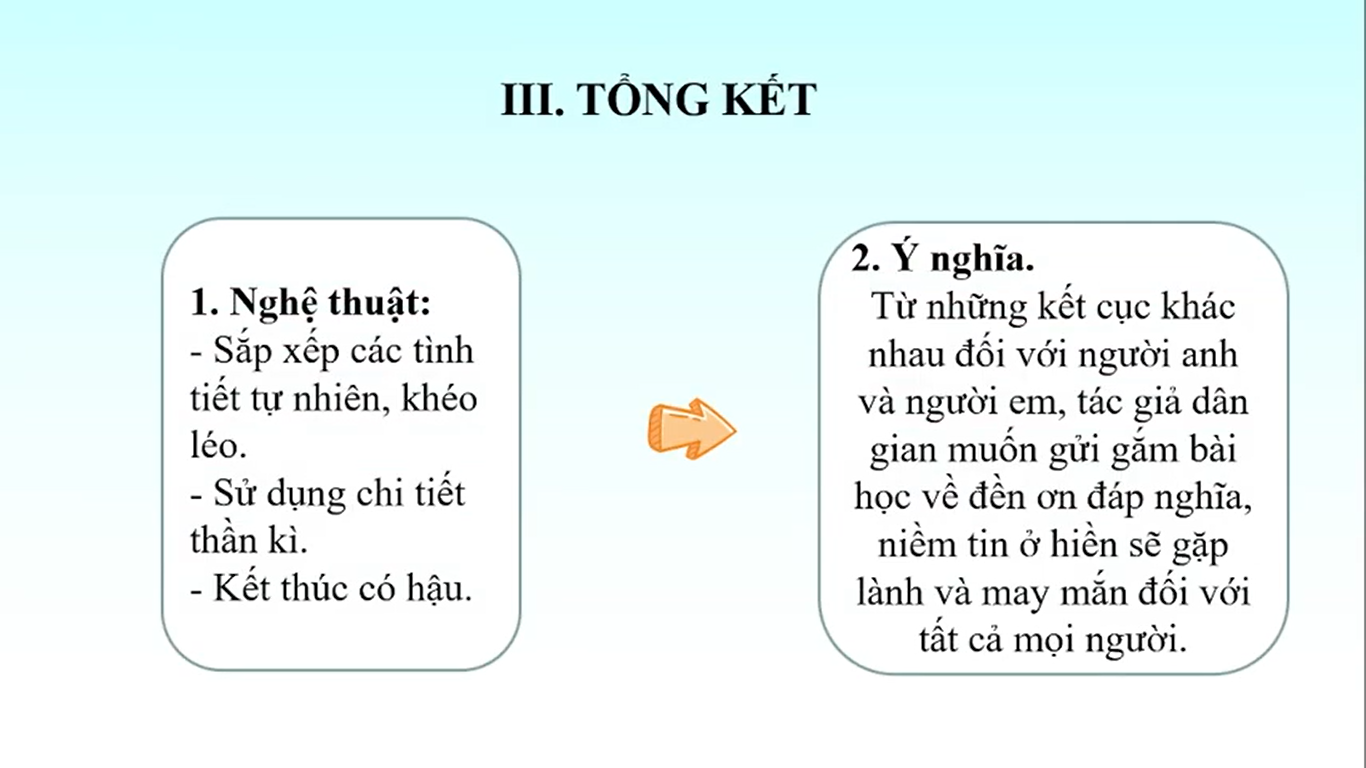 III. TỔNG KẾT
1. Nghệ thuật:
- Sắp xếp các tình
tiết tự nhiên, khéo
léo.
- Sử dụng chi tiết
thần kì.
- Kết thúc có hậu.
2. Ý nghĩa.
Từ những kết cục khác
nhau đối với người anh
và người em, tác giả dân
gian muốn gửi gắm bài
học về đền ơn đáp nghĩa,
niềm tin ở hiền sẽ gặp
lành và may mắn đối với
tất cả mọi người.